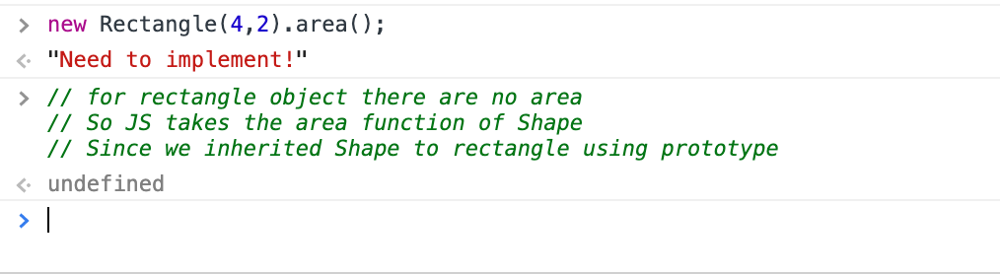 > new Rectangle(4,2).area();
<· "Need to implement!"
> // for rectangle object there are no area
// So JS takes the area function of Shape
// Since we inherited Shape to rectangle using prototype
<· undefined
>